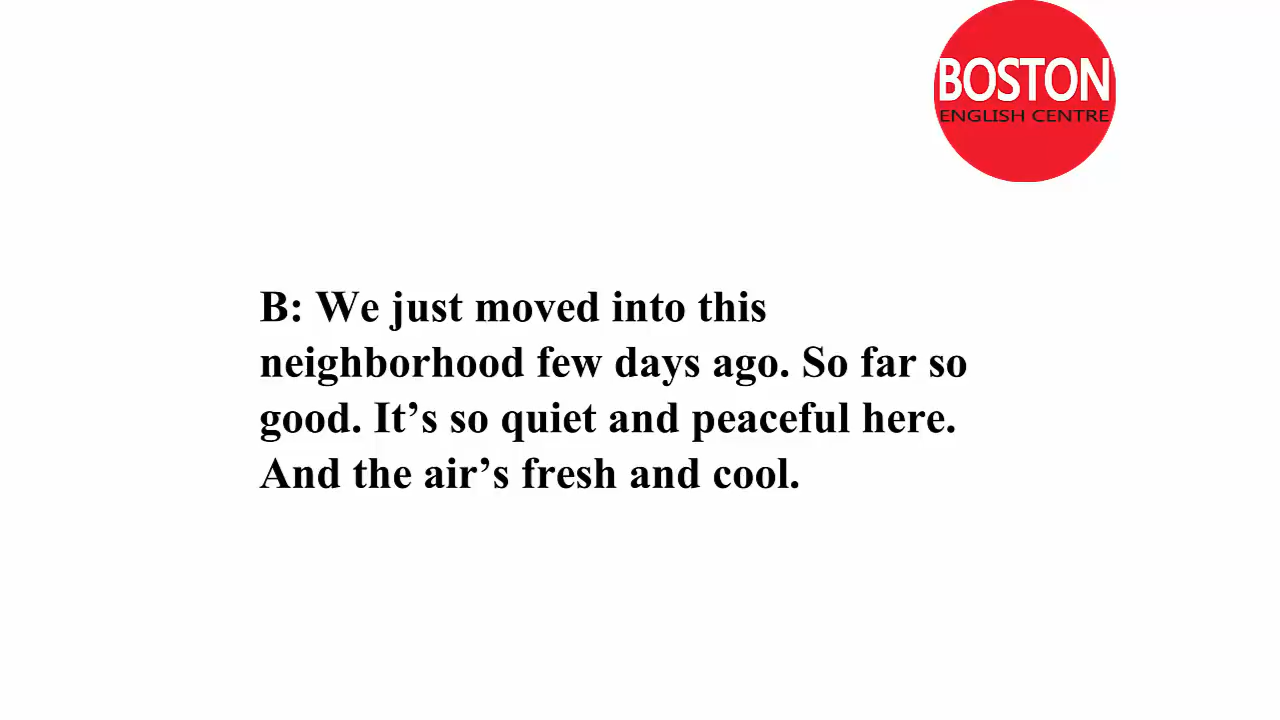 BOSTON
ENGLISH CENTRE
B: We just moved into this
neighborhood few days ago. So far so
good. It’s so quiet and peaceful here.
And the air’s fresh and cool.